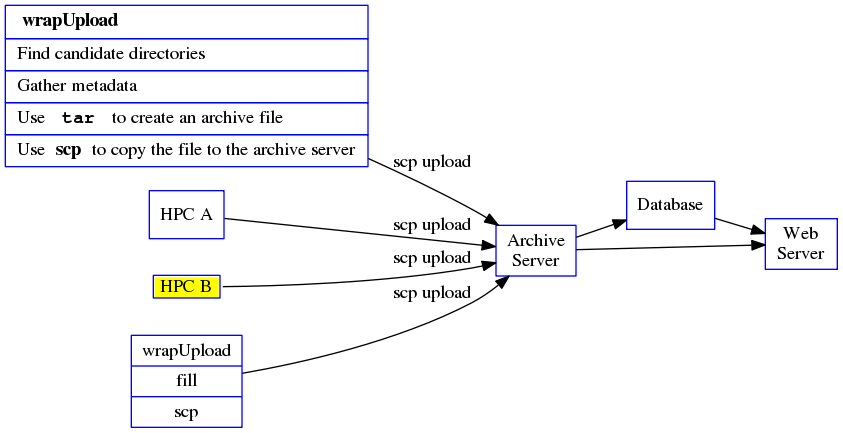 wrapUpload
Find candidate directories
Gather metadata
Use tar to create an archive file
Use scp to copy the file to the archive server
scp upload
HPC A
scp upload
HPC B
scp upload
scp upload
wrapUpload
fill
scp
Archive
Server
Database
Web
Server